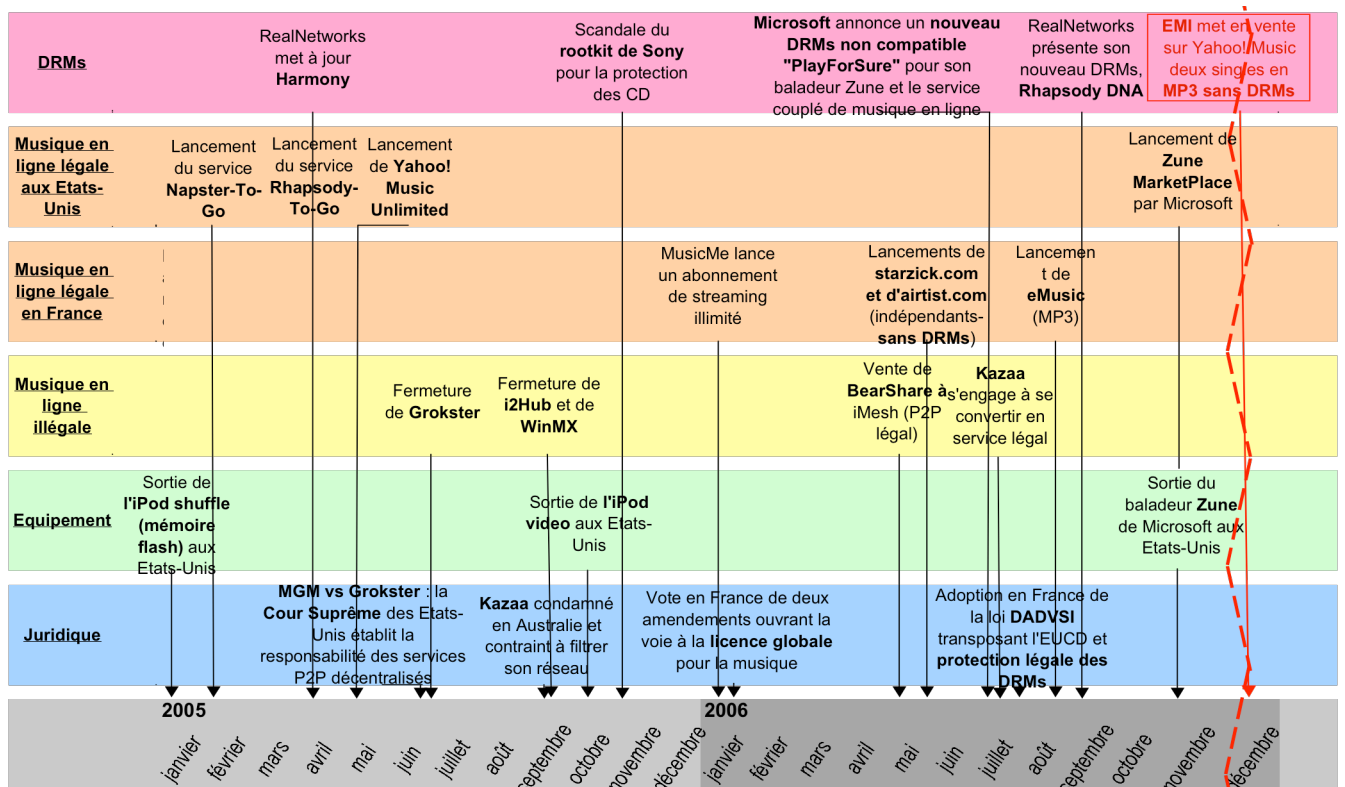 DRMs
RealNetworks
met à jour
Harmony
Scandale du
rootkit de Sony
pour la protection
des CD
Microsoft annonce un nouveau
DRMs non compatible
"PlayForSure" pour son
baladeur Zune et le service
couplé de musique en ligne
RealNetworks
présente son
nouveau DRMs,
Rhapsody DNA
EMI met en vente
sur Yahoo! Music
deux singles en
MP3 sans DRMs
Musique en
ligne légale
aux Etats-
Unis
Lancement
du service
Napster-To-
Go
Lancement
du service
Rhapsody-
To-Go
Lancement
de Yahoo!
Music
Unlimited
Lancement de
Zune
MarketPlace
par Microsoft
Musique en
ligne légale
en France
MusicMe lance
un abonnement
de streaming
illimité
Lancements de
starzick.com
et d'airtist.com
(indépendants-
sans DRMs)
Lancemen
t de
eMusic
(MP3)
Musique en
ligne
illégale
Fermeture
de Grokster
Fermeture de
i2Hub et de
WinMX
Vente de
BearShare à
iMesh (P2P
légal)
Kazaa
s'engage à se
convertir en
service légal
Equipement
Sortie de
l'iPod shuffle
(mémoire
flash) aux
Etats-Unis
Sortie de l'iPod
video aux Etats-
Unis
Sortie du
baladeur Zune
de Microsoft aux
Etats-Unis
Juridique
MGM vs Grokster : la
Cour Suprême des Etats-
Unis établit la
responsabilité des services
P2P décentralisés
Kazaa condamné
en Australie et
contraint à filtrer
son réseau
Vote en France de deux
amendements ouvrant la
voie à la licence globale
pour la musique
Adoption en France de
la loi DADVSI
transposant l'EUCD et
protection légale des
DRMs
2005
janvier
février
mars
avril
mai
juin
juillet
août
septembre
octobre
novembre
décembre
2006
janvier
février
mars
avril
mai
juin
juillet
août
septembre
octobre
novembre
décembre